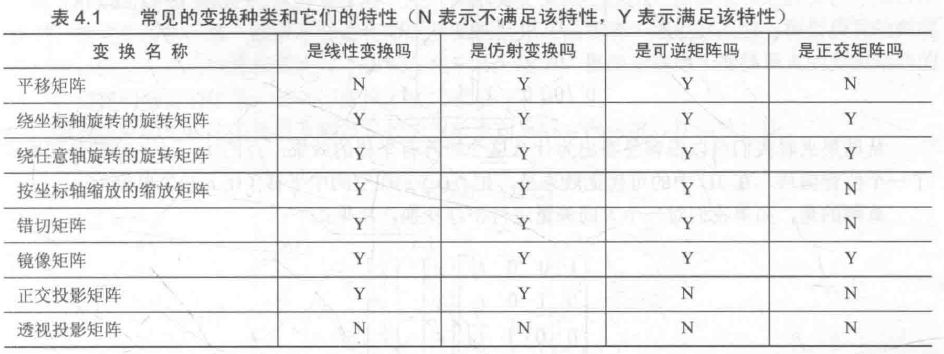 表 4.1 常见的变换种类和它们的特性（N 表示不满足该特性，Y 表示满足该特性）
变 换 名 称 是线性变换吗 是仿射变换吗 是可逆矩阵吗 是正交矩阵吗
平移矩阵 N Y Y N
绕坐标轴旋转的旋转矩阵 Y Y Y Y
绕任意轴旋转的旋转矩阵 Y Y Y Y
按坐标轴缩放的缩放矩阵 Y Y Y N
错切矩阵 Y Y Y N
镜像矩阵 Y Y Y Y
正交投影矩阵 Y Y N N
透视投影矩阵 N N N N